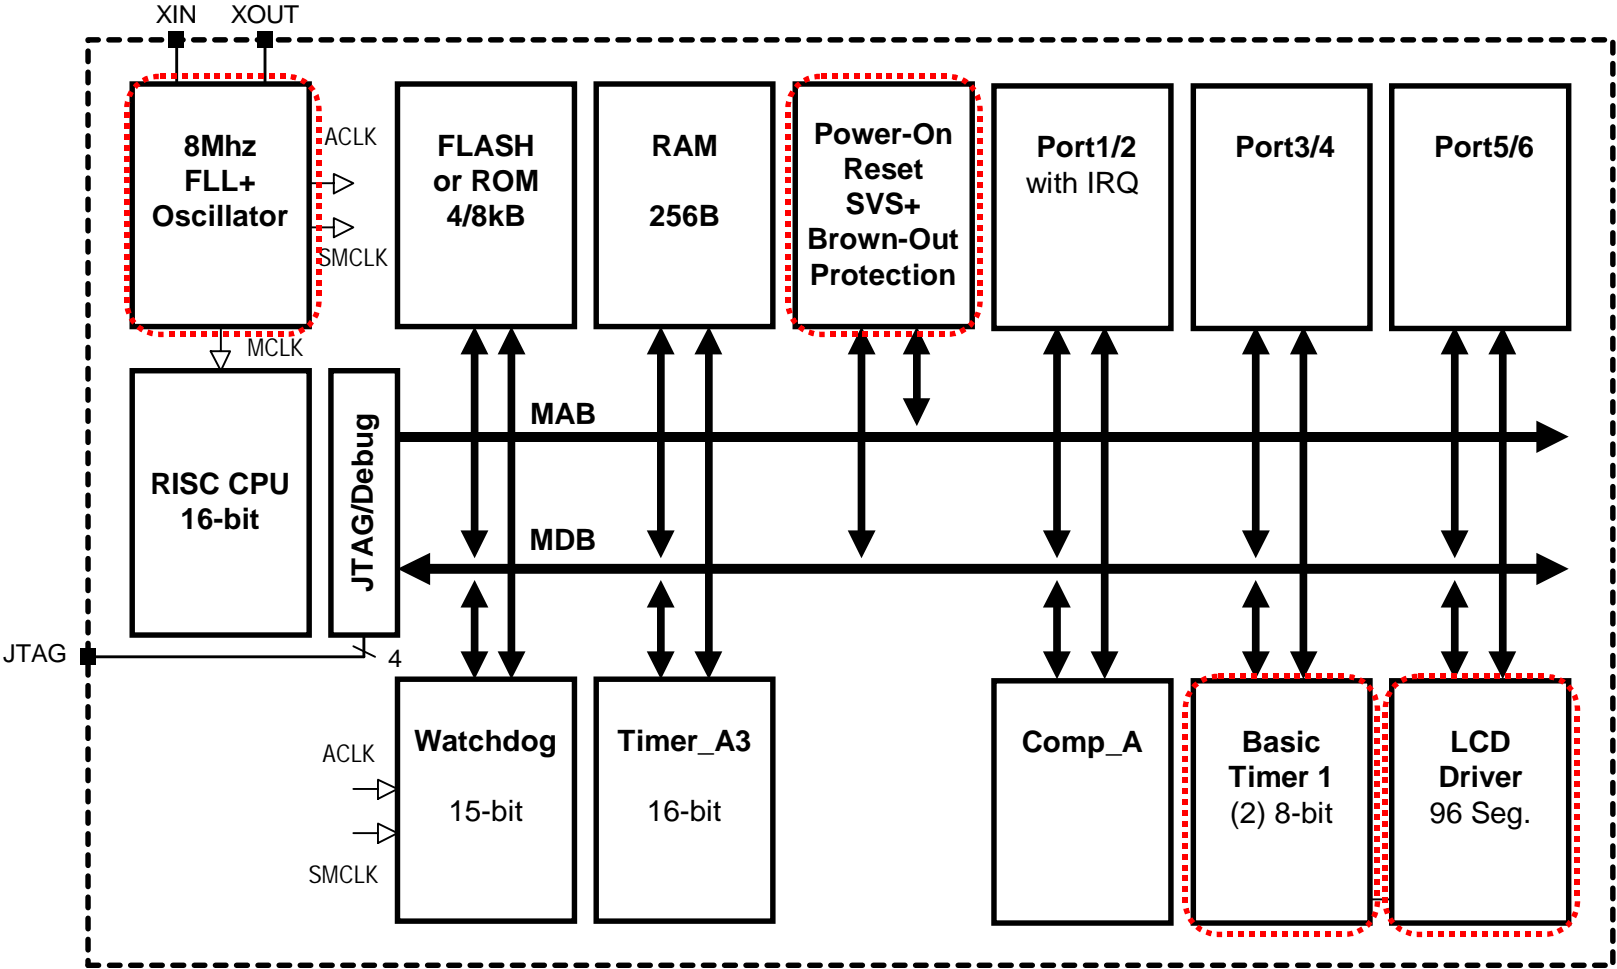 XIN
XOUT
8Mhz
FLL+
Oscillator
ACLK
SMCLK
MCLK
FLASH
or ROM
4/8kB
RAM
256B
Power-On
Reset
SVS+
Brown-Out
Protection
Port1/2
with IRQ
Port3/4
Port5/6
RISC CPU
16-bit
JTAG/Debug
MAB
MDB
JTAG
4
ACLK
SMCLK
Watchdog
15-bit
Timer_A3
16-bit
Comp_A
Basic
Timer 1
(2) 8-bit
LCD
Driver
96 Seg.